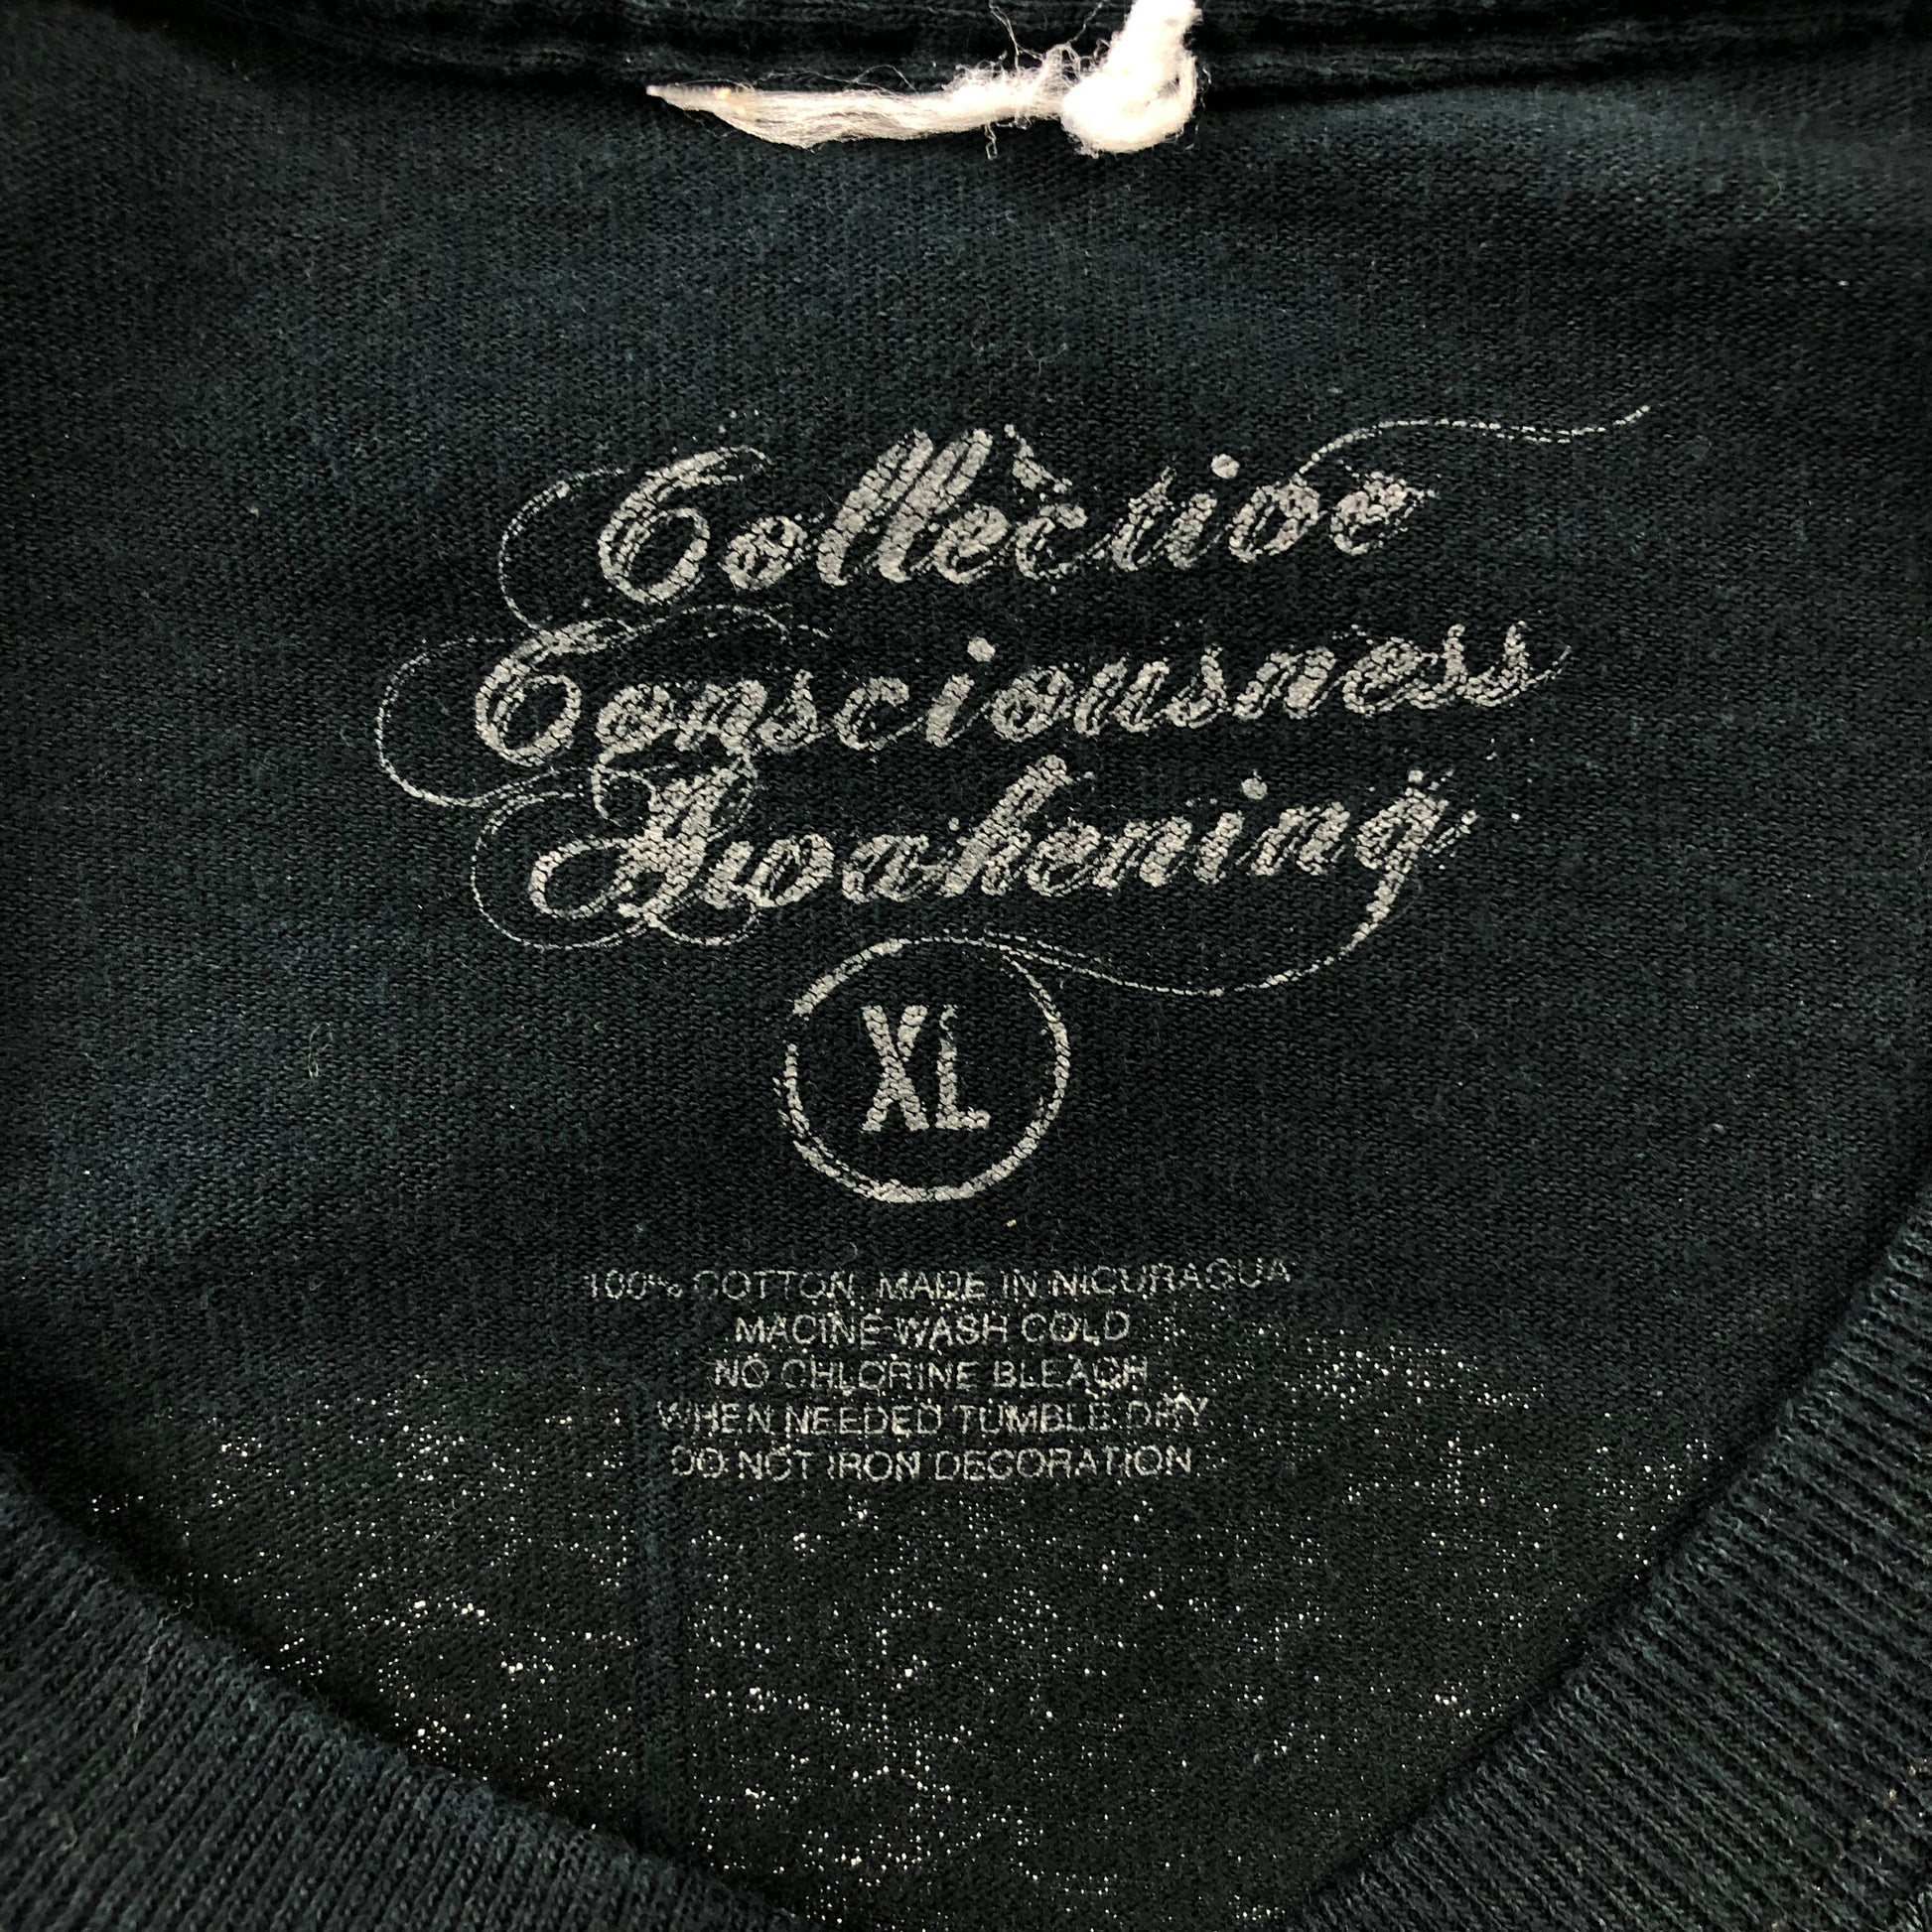 Collective
Consciousness
Awakening
XL
100% COTTON MADE IN NICURAGUA
MACINE WASH COLD
NO CHLORINE BLEACH
WHEN NEEDED TUMBLE DRY
DO NOT IRON DECORATION